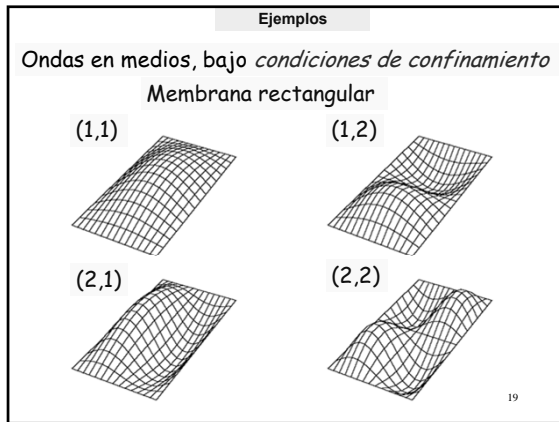 Ejemplos
Ondas en medios, bajo condiciones de confinamiento
Membrana rectangular
(1,1) (1,2)
(2,1) (2,2)
19